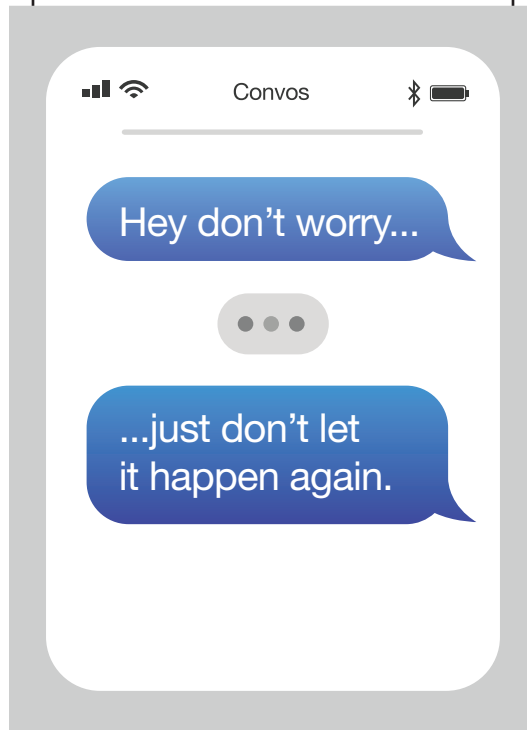 Convos
Hey don’t worry...
...just don’t let
it happen again.